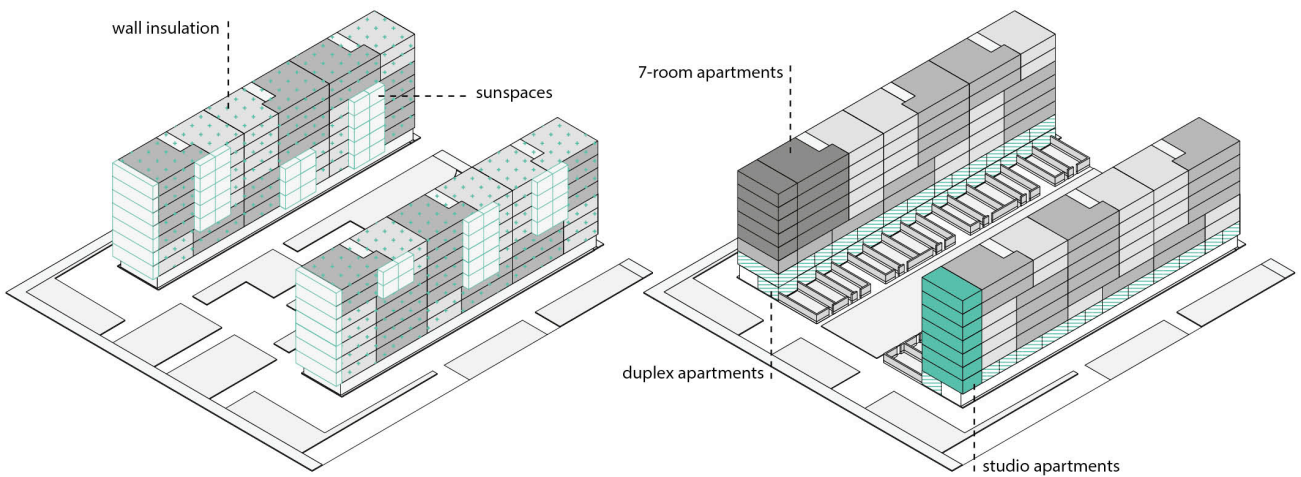 wall insulation
sunspaces
7-room apartments
duplex apartments
studio apartments